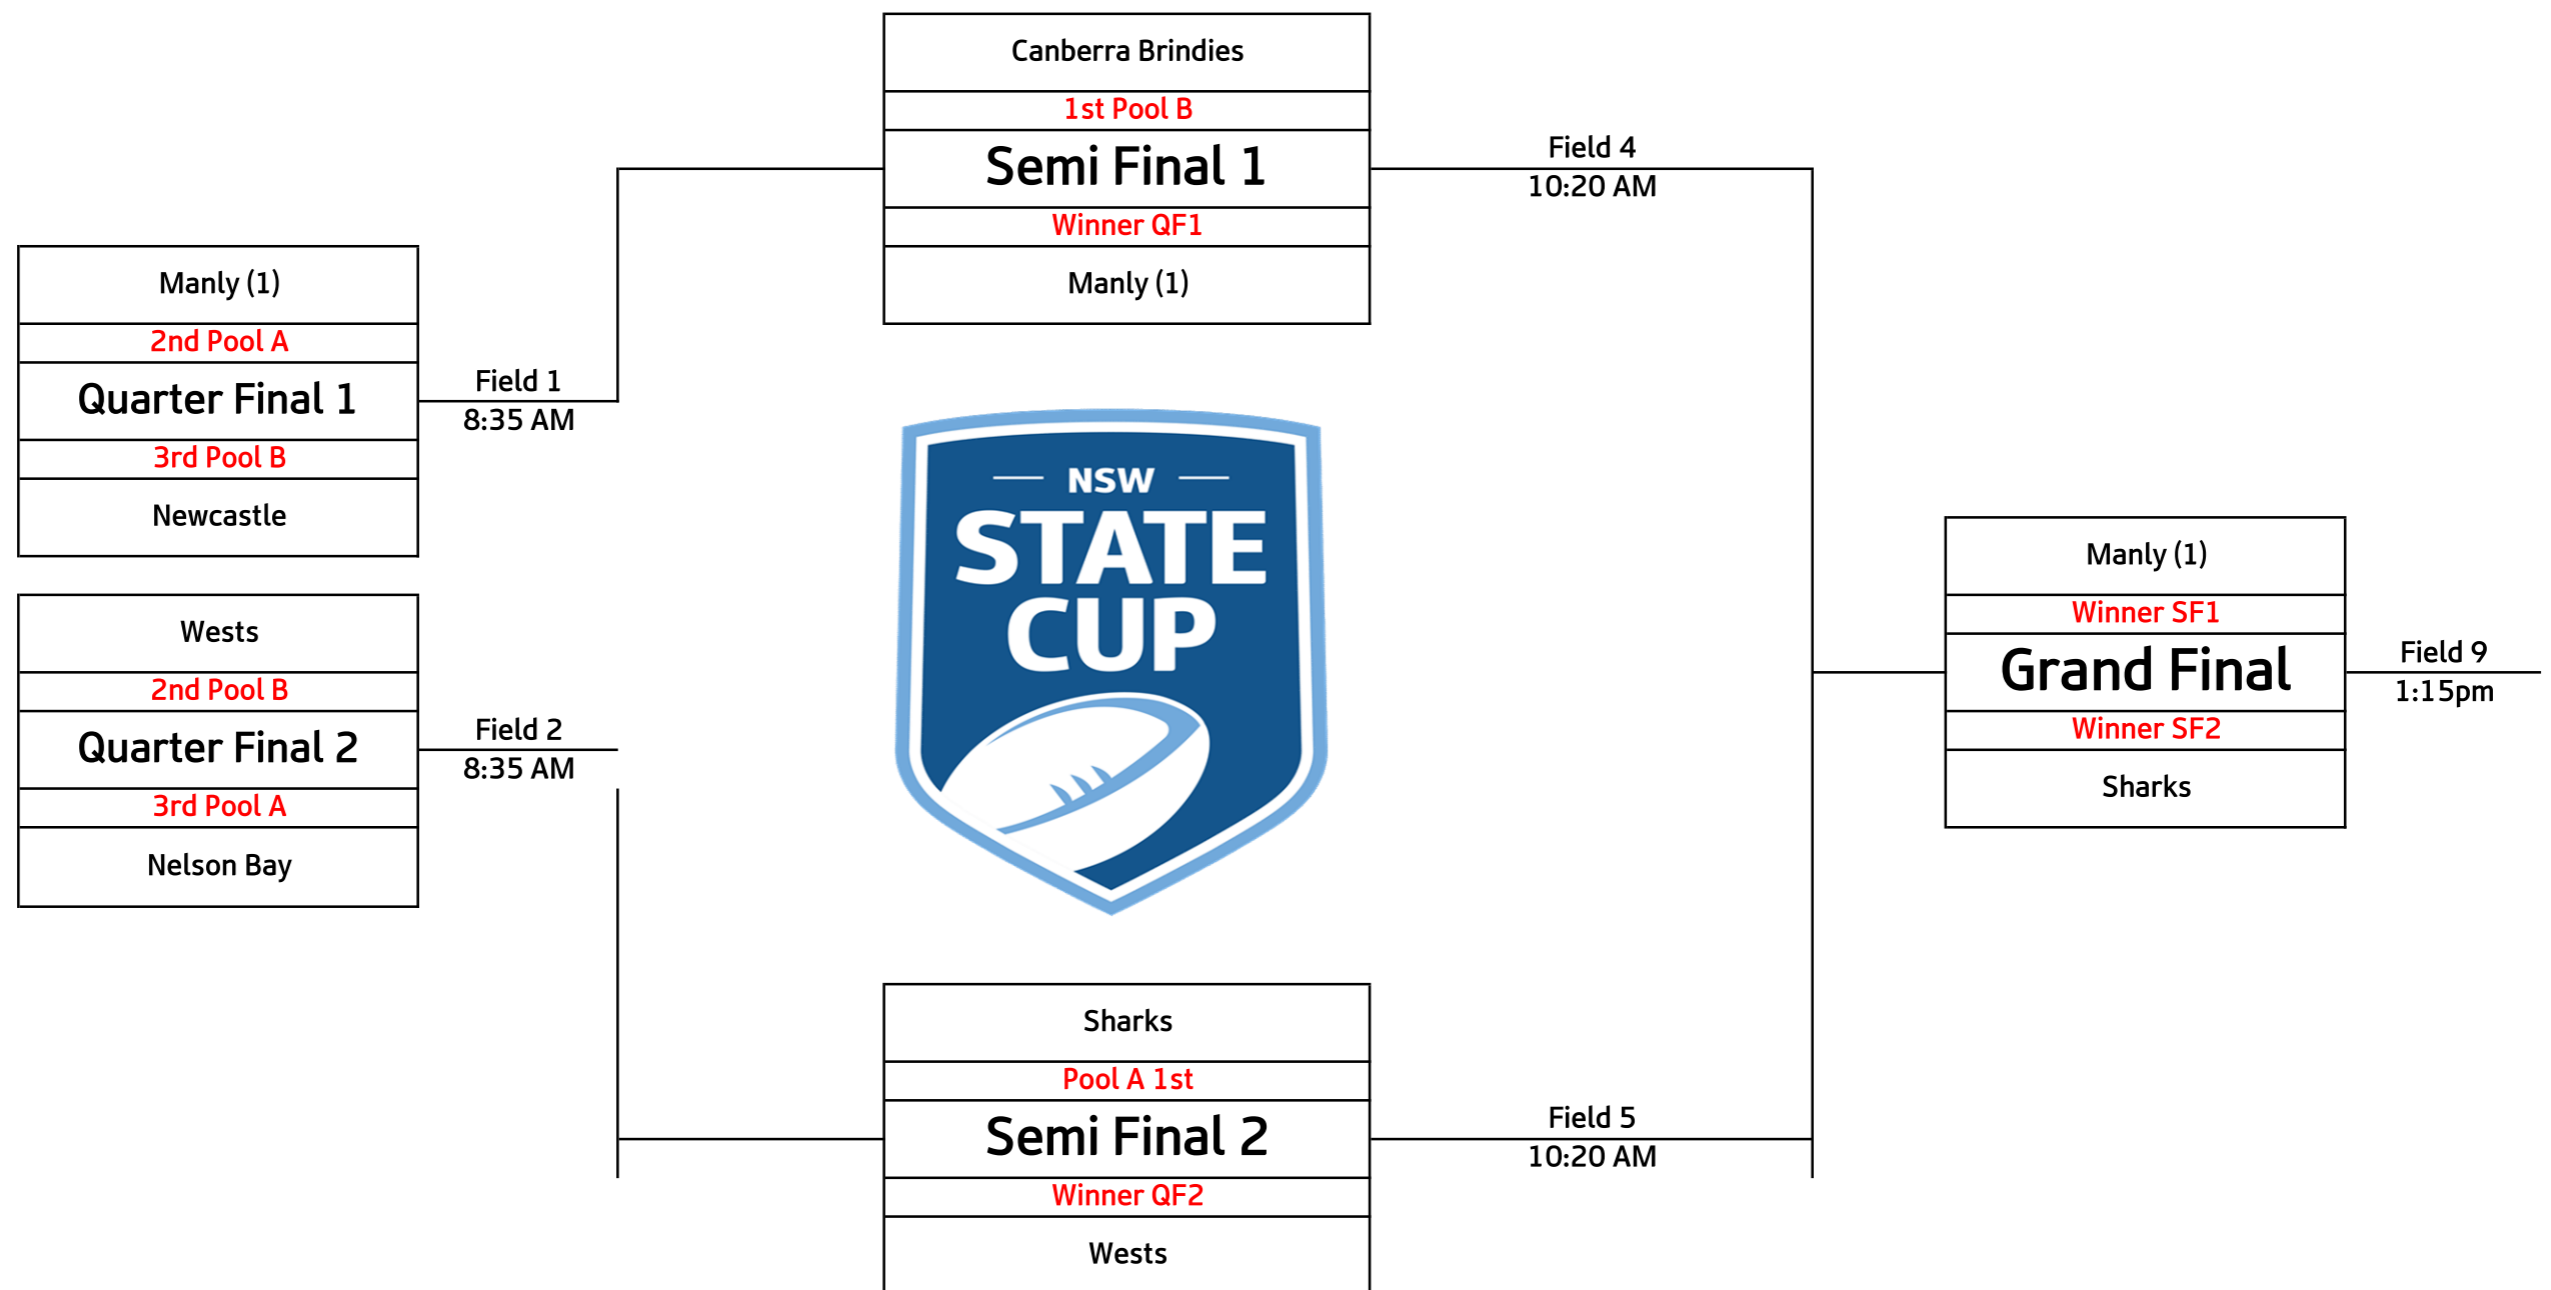 Canberra Brindies
1st Pool B
Semi Final 1
Winner QF1
Manly (1)
Field 4
10:20 AM
Manly (1)
2nd Pool A
Quarter Final 1
3rd Pool B
Newcastle
Field 1
8:35 AM
Wests
2nd Pool B
Quarter Final 2
3rd Pool A
Nelson Bay
Field 2
8:35 AM
NSW
STATE
CUP
Manly (1)
Winner SF1
Grand Final
Winner SF2
Sharks
Field 9
1:15pm
Sharks
Pool A 1st
Semi Final 2
Winner QF2
Wests
Field 5
10:20 AM